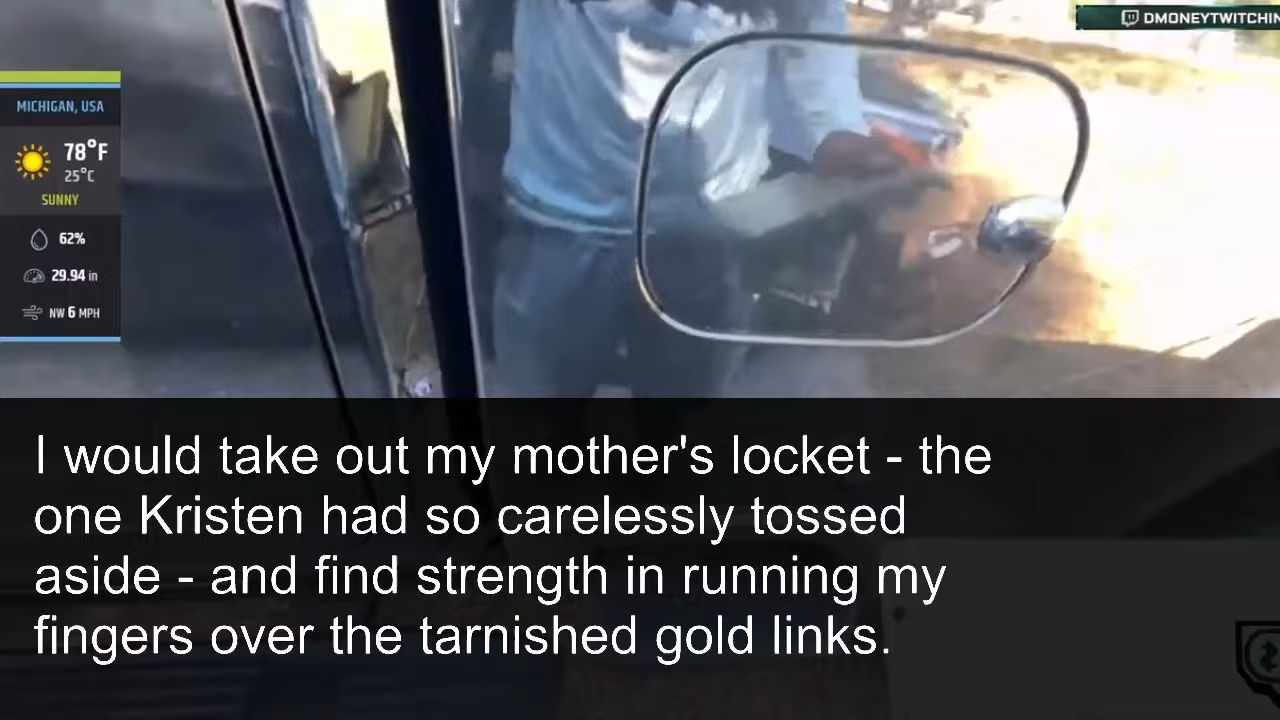 DMONEYTWITCHIN
MICHIGAN, USA
78°F
25°C
SUNNY
62%
29.94 in
NW 6 MPH
I would take out my mother's locket - the
one Kristen had so carelessly tossed
aside - and find strength in running my
fingers over the tarnished gold links.